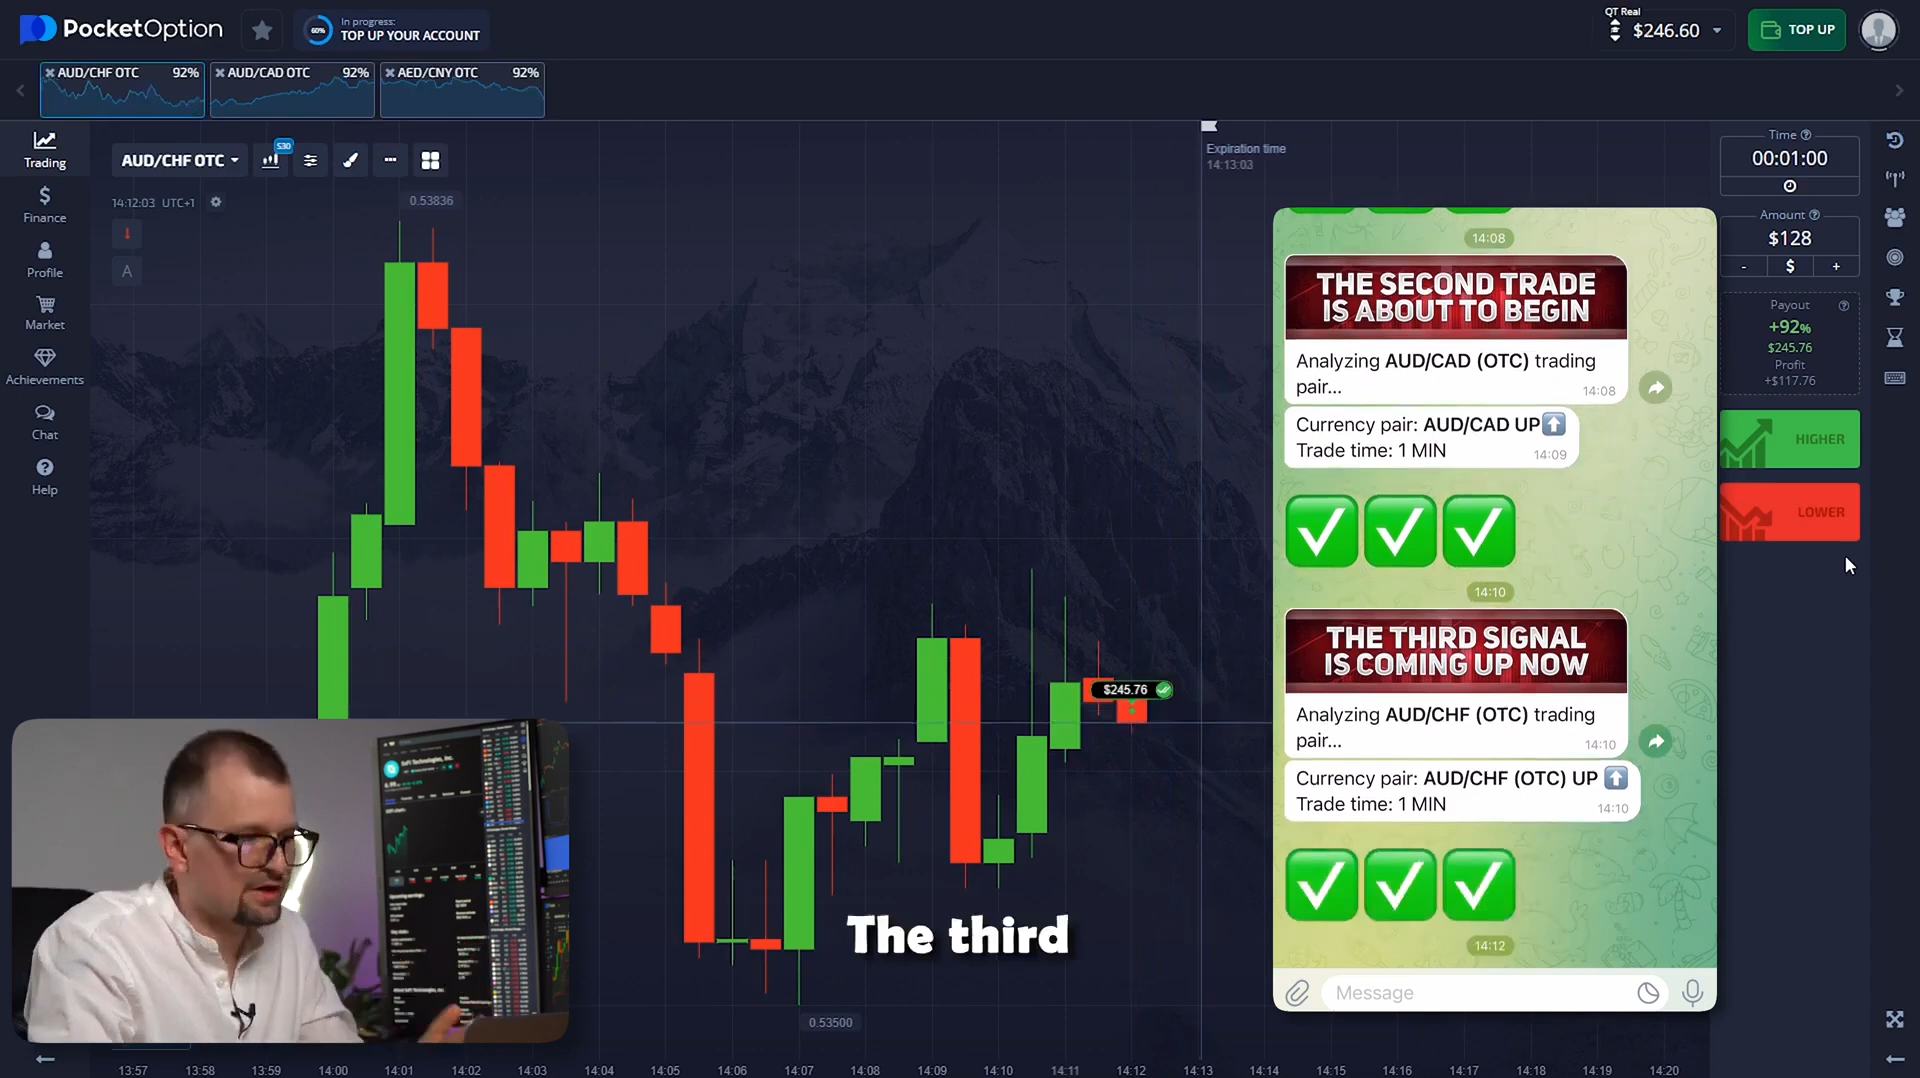 PocketOption
60%
In progress:
TOP UP YOUR ACCOUNT
QT Real
$246.60
TOP UP
AUD/CHF OTC 92%
AUD/CAD OTC 92%
AED/CNY OTC 92%
Trading
Finance
Profile
Market
Achievements
Chat
Help
AUD/CHF OTC
S30
14:12:03 UTC+1
A
0.53836
Expiration time
14:13:03
$245.76
0.53500
The third
14:08
THE SECOND TRADE
IS ABOUT TO BEGIN
Analyzing AUD/CAD (OTC) trading
pair...
14:08
Currency pair: AUD/CAD UP
Trade time: 1 MIN
14:09
14:10
THE THIRD SIGNAL
IS COMING UP NOW
Analyzing AUD/CHF (OTC) trading
pair...
14:10
Currency pair: AUD/CHF (OTC) UP
Trade time: 1 MIN
14:10
14:12
Message
Time
00:01:00
Amount
$128
- $ +
Payout
+92%
$245.76
Profit
+$117.76
HIGHER
LOWER
13:57 13:58 13:59 14:00 14:01 14:02 14:03 14:04 14:05 14:06 14:07 14:08 14:09 14:10 14:11 14:12 14:13 14:14 14:15 14:16 14:17 14:18 14:19 14:20